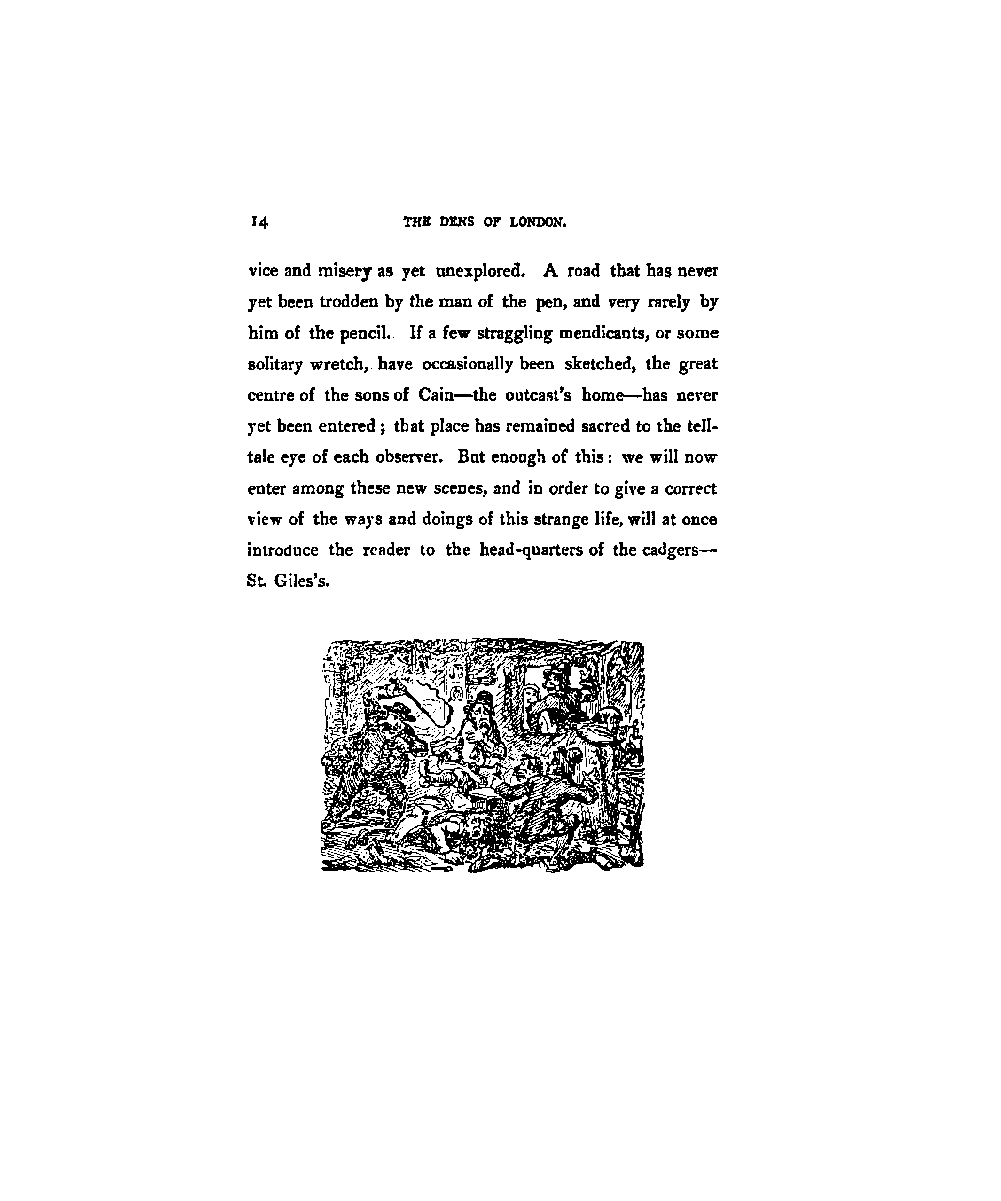 14 THE DENS OF LONDON.
vice and misery as yet unexplored. A road that has never
yet been trodden by the man of the pen, and very rarely by
him of the pencil. If a few straggling mendicants, or some
solitary wretch, have occasionally been sketched, the great
centre of the sons of Cain—the outcast's home—has never
yet been entered; that place has remained sacred to the tell-
tale eye of each observer. But enough of this: we will now
enter among these new scenes, and in order to give a correct
view of the ways and doings of this strange life, will at once
introduce the reader to the head-quarters of the cadgers—
St. Giles's.